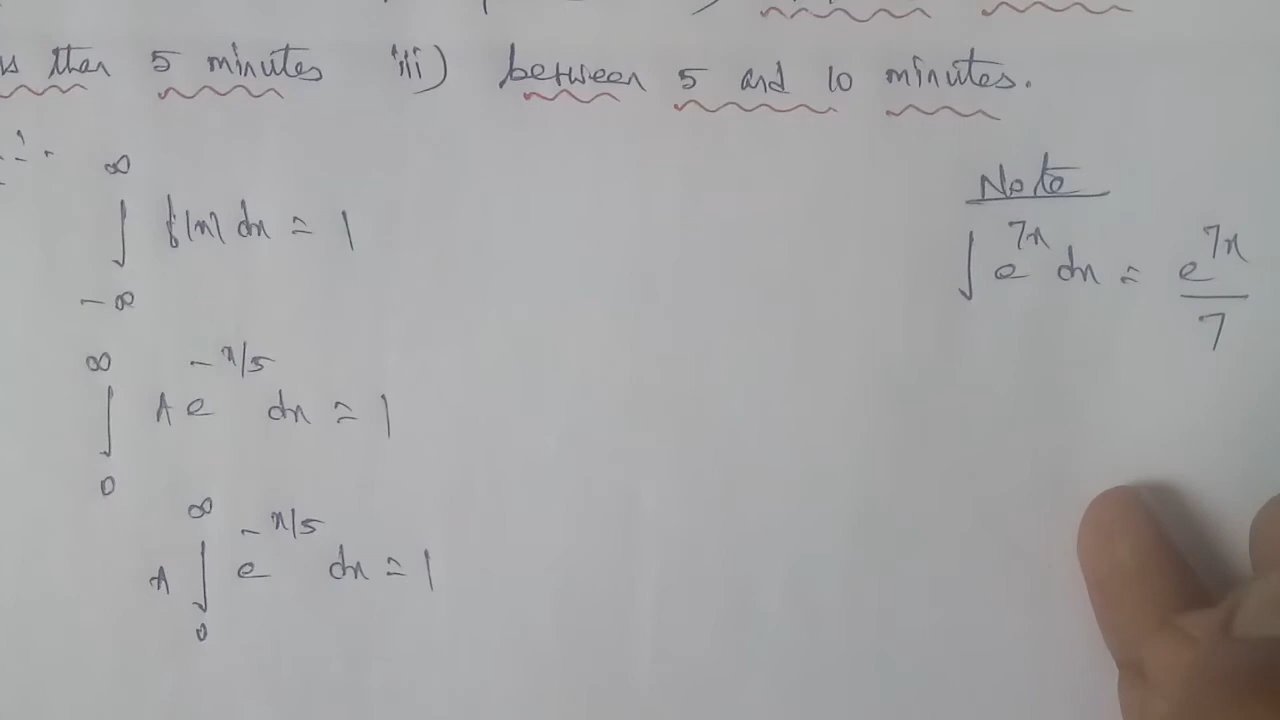 than 5 minutes iii) between 5 and 10 minutes.
Note
∞ ∫ -∞ f(x) dx = 1
∫ e^7x dx = e^7x / 7
∞ ∫ 0 A e^-x/5 dx = 1
A ∞ ∫ 0 e^-x/5 dx = 1